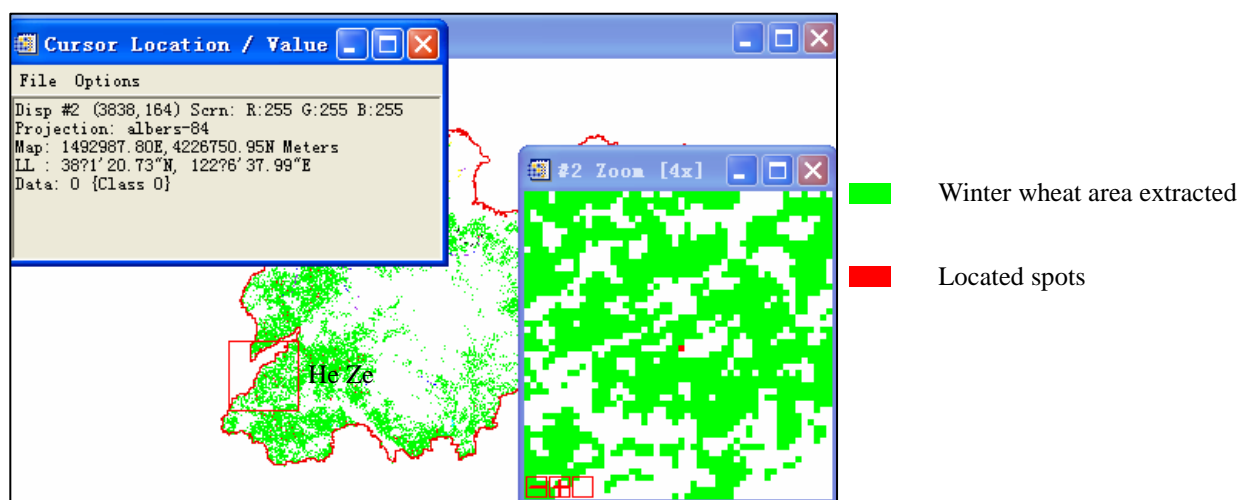 Cursor Location / Value
File Options
Disp #2 (3838,164) Scrn: R:255 G:255 B:255
Projection: albers-84
Map: 1492987.80E,4226750.95N Meters
LL : 38?1'20.73"N, 122?6'37.99"E
Data: 0 {Class 0}
#2 Zoom [4x]
Winter wheat area extracted
Located spots
He Ze